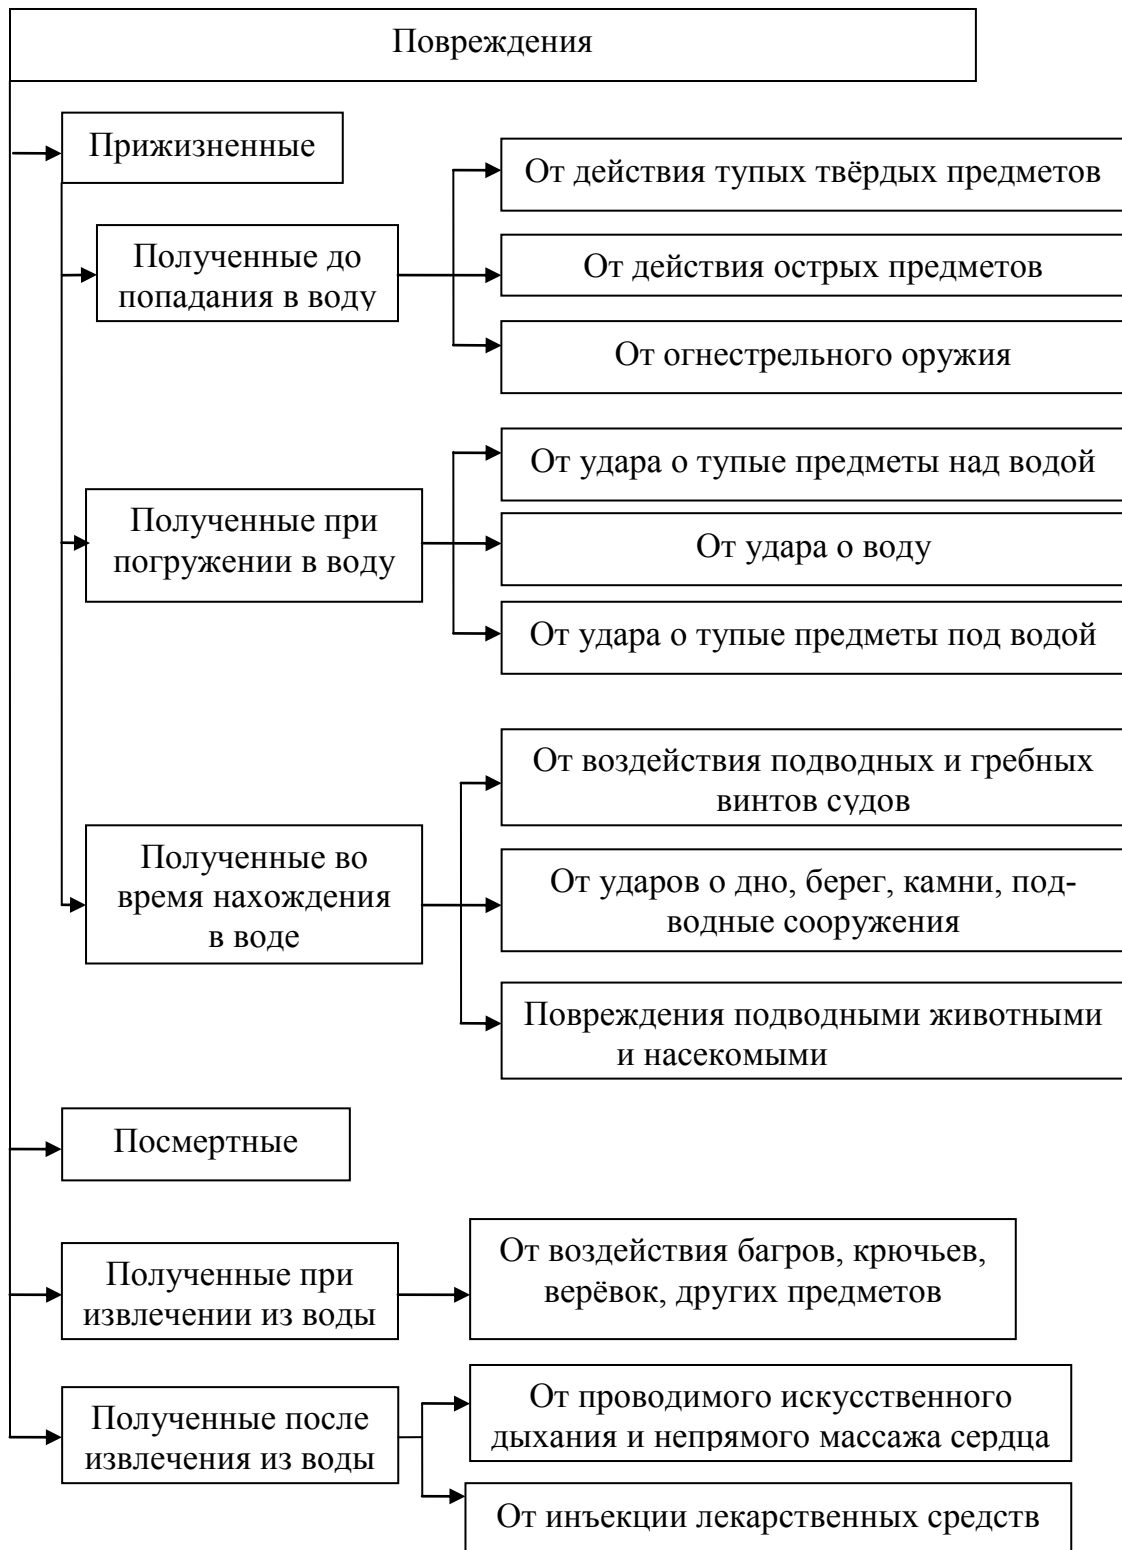 Повреждения
Прижизненные
Полученные до
попадания в воду
От действия тупых твёрдых предметов
От действия острых предметов
От огнестрельного оружия
Полученные при
погружении в воду
От удара о тупые предметы над водой
От удара о воду
От удара о тупые предметы под водой
Полученные во
время нахождения
в воде
От воздействия подводных и гребных
винтов судов
От ударов о дно, берег, камни, под-
водные сооружения
Повреждения подводными животными
и насекомыми
Посмертные
Полученные при
извлечении из воды
От воздействия багров, крючьев,
верёвок, других предметов
Полученные после
извлечения из воды
От проводимого искусственного
дыхания и непрямого массажа сердца
От инъекции лекарственных средств